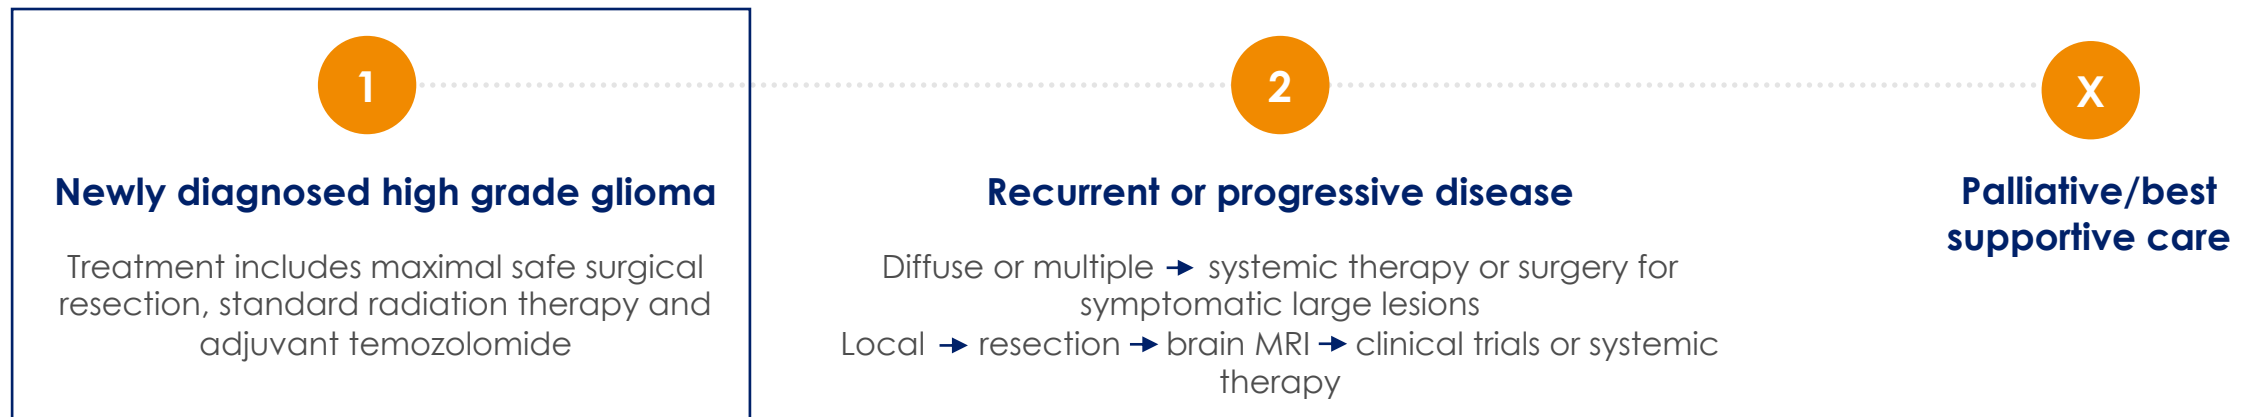 1
Newly diagnosed high grade glioma
Treatment includes maximal safe surgical
resection, standard radiation therapy and
adjuvant temozolomide
2
Recurrent or progressive disease
Diffuse or multiple → systemic therapy or surgery for
symptomatic large lesions
Local → resection → brain MRI → clinical trials or systemic
therapy
X
Palliative/best
supportive care